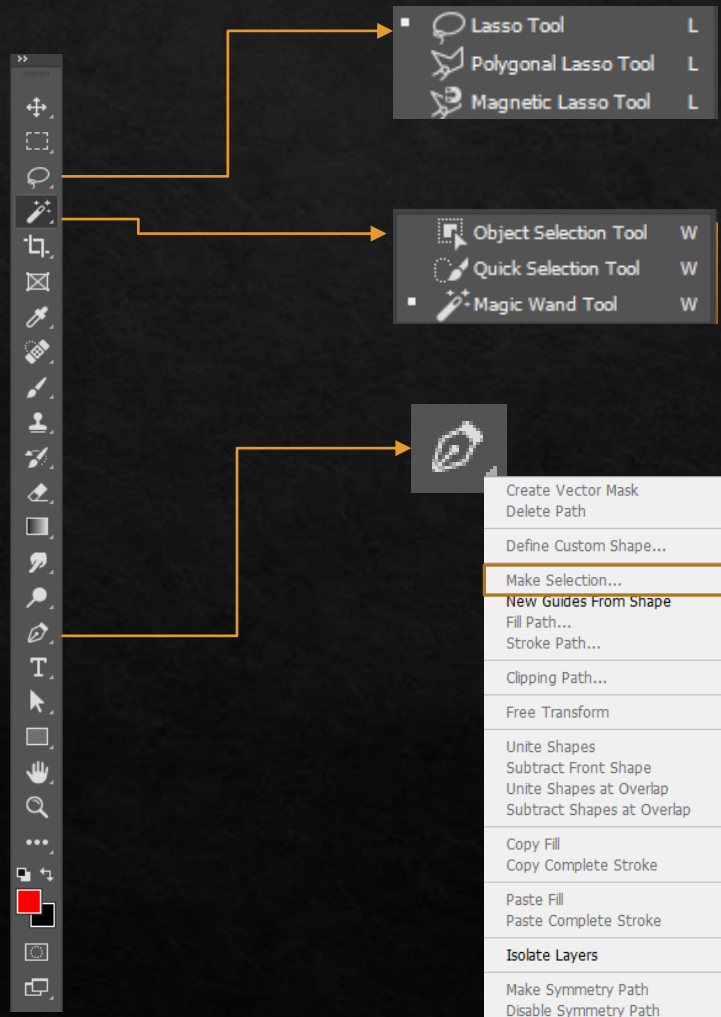 Lasso Tool L
Polygonal Lasso Tool L
Magnetic Lasso Tool L
Object Selection Tool W
Quick Selection Tool W
Magic Wand Tool W
Create Vector Mask
Delete Path
Define Custom Shape...
Make Selection...
New Guides From Shape
Fill Path...
Stroke Path...
Clipping Path...
Free Transform
Unite Shapes
Subtract Front Shape
Unite Shapes at Overlap
Subtract Shapes at Overlap
Copy Fill
Copy Complete Stroke
Paste Fill
Paste Complete Stroke
Isolate Layers
Make Symmetry Path
Disable Symmetry Path